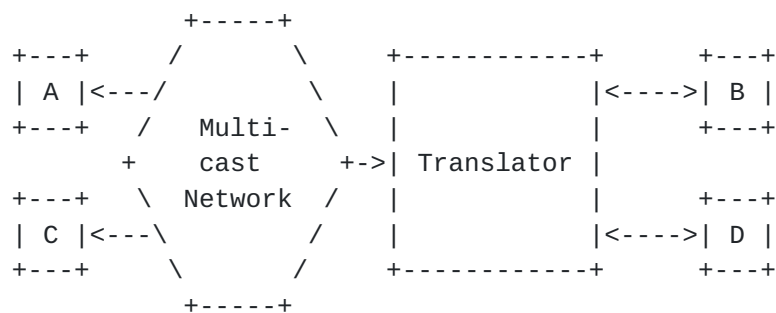 +-----+
 +---+     /       \      +------------+      +---+
 | A |<---/         \     |            |<---->| B |
 +---+   /   Multi-  \    |            |      +---+
        +    cast     +->| Translator |
 +---+   \  Network  /    |            |      +---+
 | C |<---\         /     |            |<---->| D |
 +---+     \       /      +------------+      +---+
            +-----+